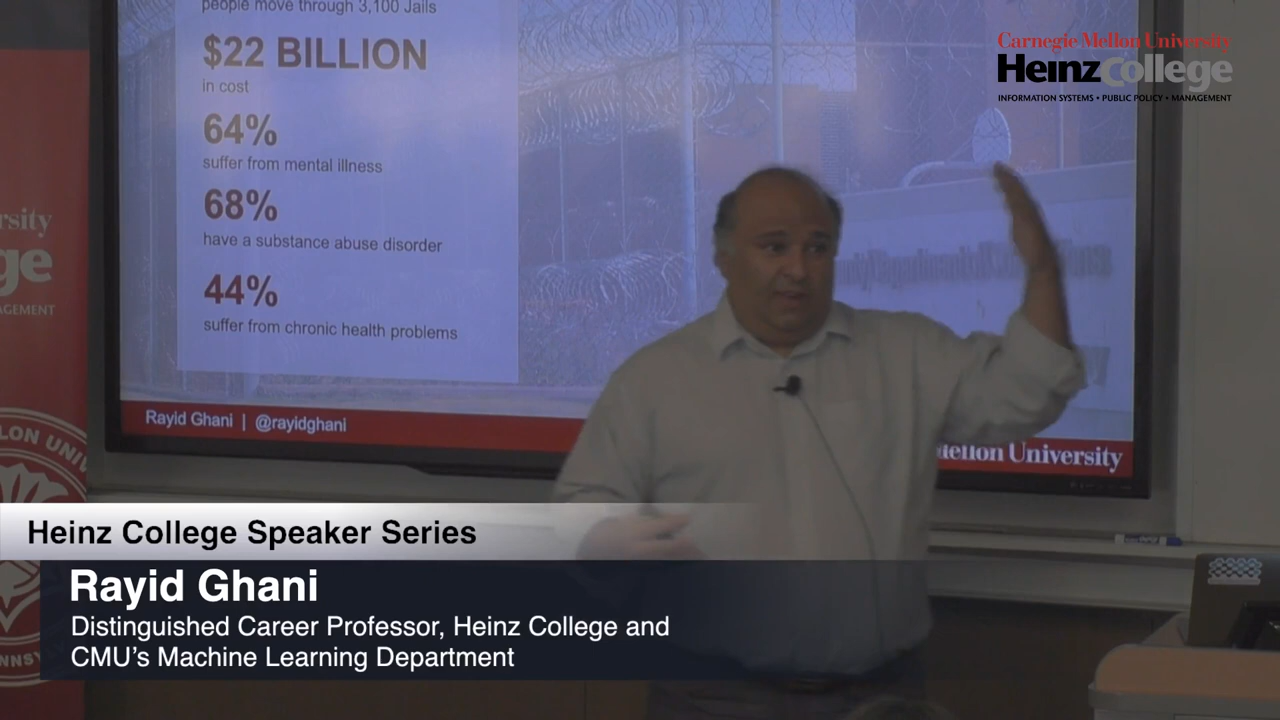 people move through 3,100 Jails
$22 BILLION
in cost
64%
suffer from mental illness
68%
have a substance abuse disorder
44%
suffer from chronic health problems
Rayid Ghani | @rayidghani
Mellon University
Carnegie Mellon University
HeinzCollege
INFORMATION SYSTEMS • PUBLIC POLICY • MANAGEMENT
Heinz College Speaker Series
Rayid Ghani
Distinguished Career Professor, Heinz College and
CMU's Machine Learning Department